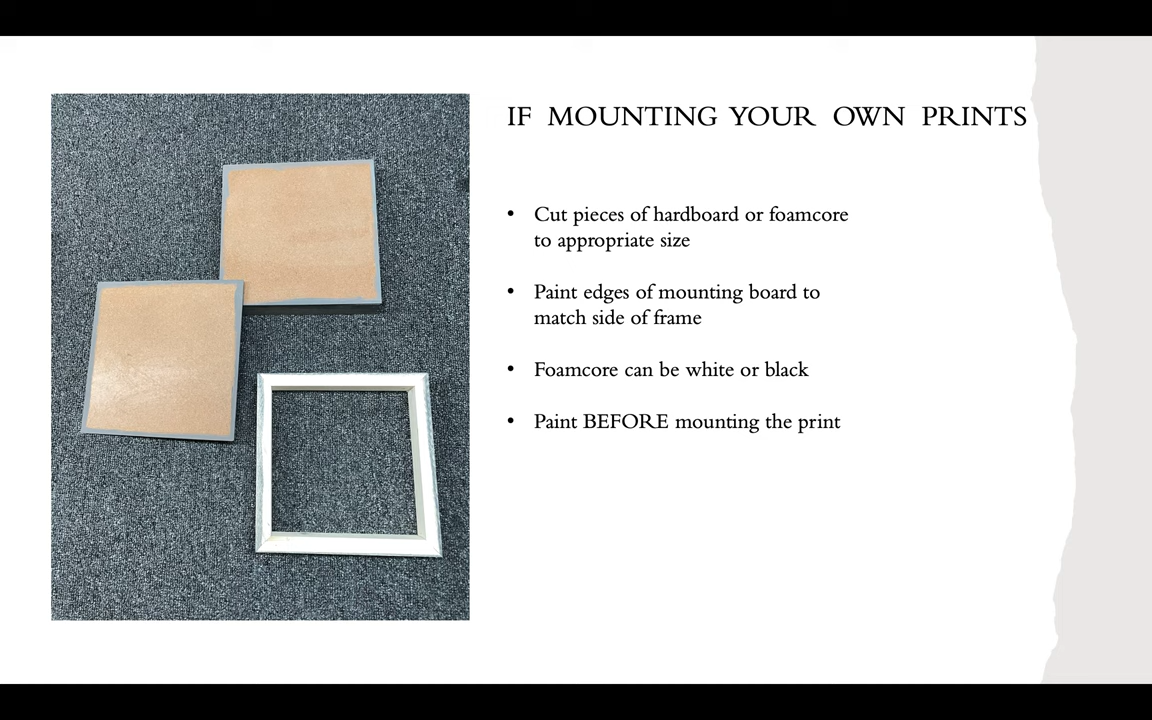 IF MOUNTING YOUR OWN PRINTS
• Cut pieces of hardboard or foamcore
to appropriate size
• Paint edges of mounting board to
match side of frame
• Foamcore can be white or black
• Paint BEFORE mounting the print